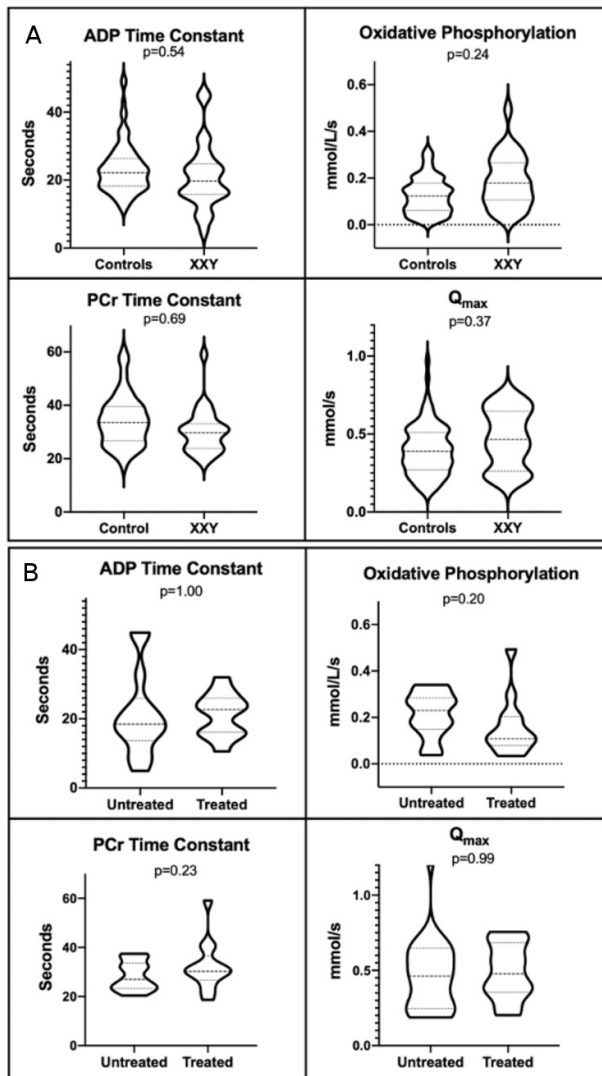 A
ADP Time Constant
p=0.54
Seconds
40
20
0
Controls XXY
Oxidative Phosphorylation
p=0.24
mmol/L/s
0.6
0.4
0.2
0.0
Controls XXY
PCr Time Constant
p=0.69
Seconds
60
40
20
0
Control XXY
Qmax
p=0.37
mmol/s
1.0
0.5
0.0
Controls XXY
B
ADP Time Constant
p=1.00
Seconds
40
20
0
Untreated Treated
Oxidative Phosphorylation
p=0.20
mmol/L/s
0.6
0.4
0.2
0.0
Untreated Treated
PCr Time Constant
p=0.23
Seconds
60
40
20
0
Untreated Treated
Qmax
p=0.99
mmol/s
1.0
0.5
0.0
Untreated Treated